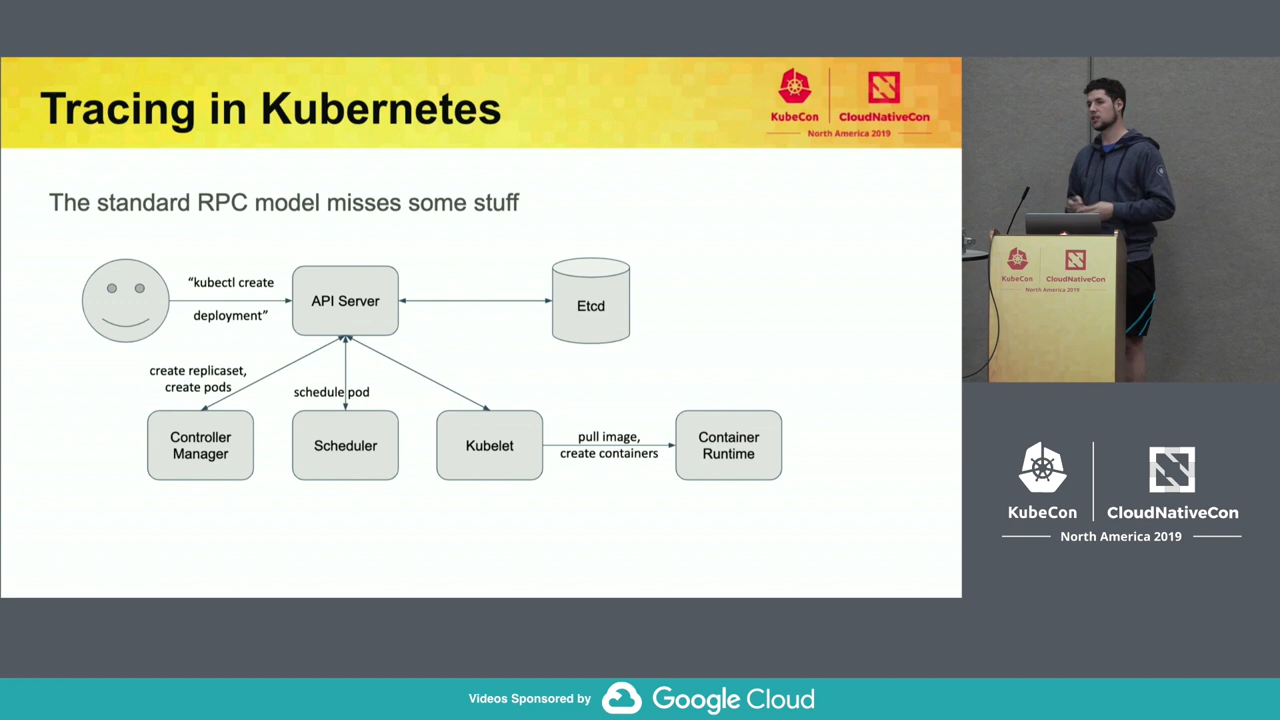 Tracing in Kubernetes
KubeCon
CloudNativeCon
North America 2019
The standard RPC model misses some stuff
“kubectl create
deployment”
API Server
Etcd
create replicaset,
create pods
schedule pod
Controller
Manager
Scheduler
Kubelet
pull image,
create containers
Container
Runtime
KubeCon
CloudNativeCon
North America 2019
KubeCon
CloudNativeCon
North America 2019
Videos Sponsored by
Google Cloud